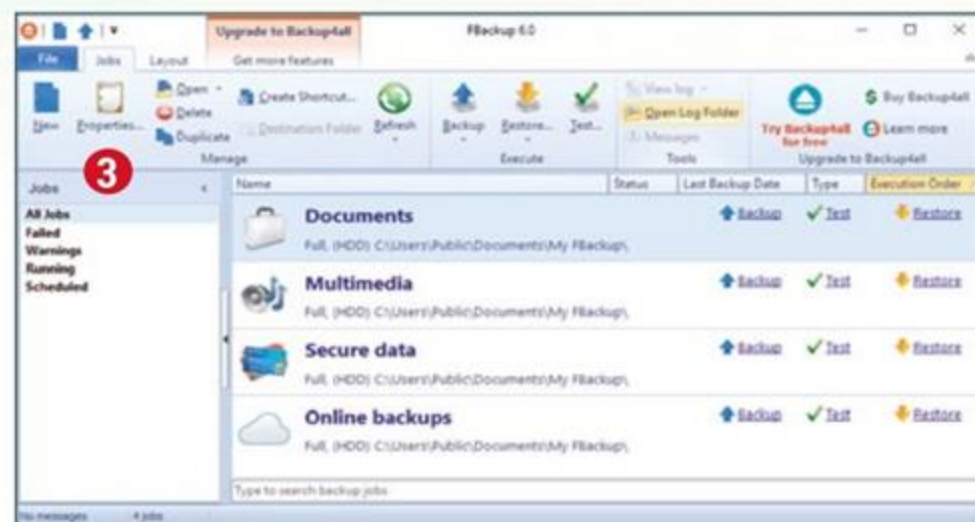 Upgrade to Backup4all
FBackup 6.0
File
Jobs
Layout
Get more features
New
Properties...
Open
Delete
Duplicate
Create Shortcut...
Destination Folder
Refresh
Manage
Backup
Restore...
Test...
Execute
View log
Open Log Folder
Messages
Tools
Try Backup4all
for free
$ Buy Backup4all
Learn more
Upgrade to Backup4all
3
Jobs
All Jobs
Failed
Warnings
Running
Scheduled
Name Status Last Backup Date Type Execution Order
Documents Backup Test Restore
Full, (HDD) C:\Users\Public\Documents\My FBackup\,
Multimedia Backup Test Restore
Full, (HDD) C:\Users\Public\Documents\My FBackup\,
Secure data Backup Test Restore
Full, (HDD) C:\Users\Public\Documents\My FBackup\,
Online backups Backup Test Restore
Full, (HDD) C:\Users\Public\Documents\My FBackup\,
Type to search backup jobs
No messages 4 jobs